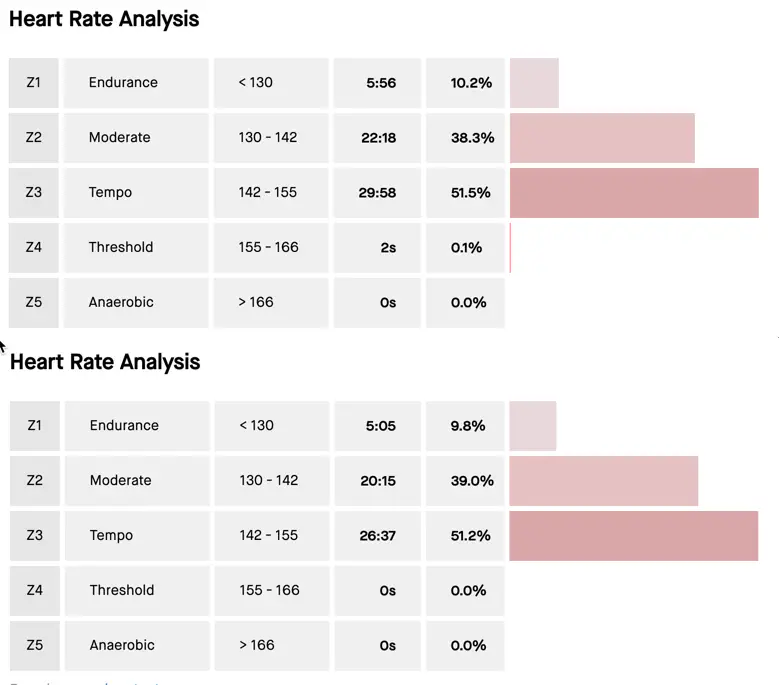 Heart Rate Analysis
Z1 Endurance < 130 5:56 10.2%
Z2 Moderate 130 - 142 22:18 38.3%
Z3 Tempo 142 - 155 29:58 51.5%
Z4 Threshold 155 - 166 2s 0.1%
Z5 Anaerobic > 166 0s 0.0%
Heart Rate Analysis
Z1 Endurance < 130 5:05 9.8%
Z2 Moderate 130 - 142 20:15 39.0%
Z3 Tempo 142 - 155 26:37 51.2%
Z4 Threshold 155 - 166 0s 0.0%
Z5 Anaerobic > 166 0s 0.0%